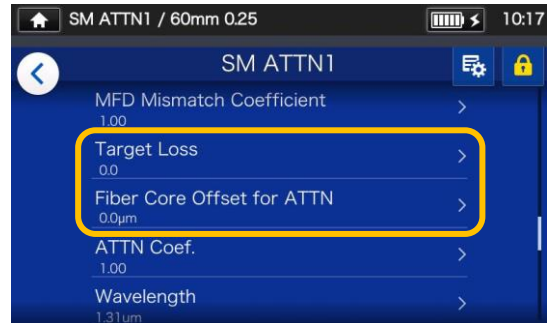 SM ATTN1 / 60mm 0.25
10:17
SM ATTN1
MFD Mismatch Coefficient
1.00
Target Loss
0.0
Fiber Core Offset for ATTN
0.0µm
ATTN Coef.
1.00
Wavelength
1.31um